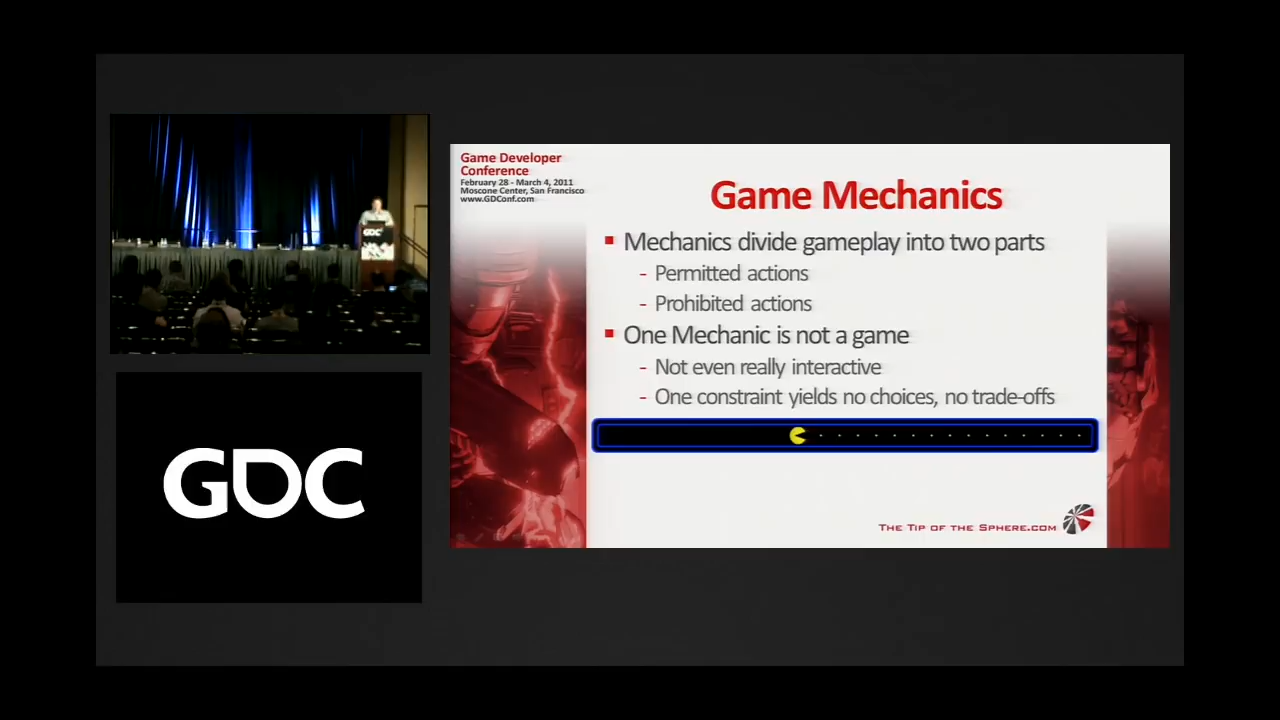 GDC
GDC
Game Developer
Conference
February 28 - March 4, 2011
Moscone Center, San Francisco
www.GDConf.com
Game Mechanics
Mechanics divide gameplay into two parts
- Permitted actions
- Prohibited actions
One Mechanic is not a game
- Not even really interactive
- One constraint yields no choices, no trade-offs
The Tip of the Sphere.com